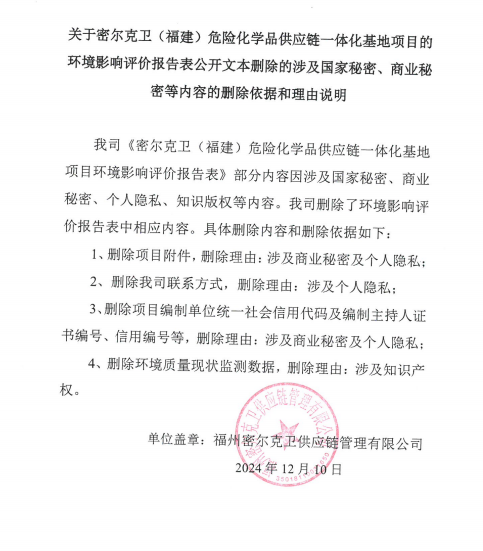 关于密尔克卫（福建）危险化学品供应链一体化基地项目的
环境影响评价报告表公开文本删除的涉及国家秘密、商业秘
密等内容的删除依据和理由说明
我司《密尔克卫（福建）危险化学品供应链一体化基地
项目环境影响评价报告表》部分内容因涉及国家秘密、商业
秘密、个人隐私、知识版权等内容。我司删除了环境影响评
价报告表中相应内容。具体删除内容和删除依据如下：
1、删除项目附件，删除理由：涉及商业秘密及个人隐私；
2、删除我司联系方式，删除理由：涉及个人隐私；
3、删除项目编制单位统一社会信用代码及编制主持人证
书编号、信用编号等，删除理由：涉及商业秘密及个人隐私；
4、删除环境质量现状监测数据，删除理由：涉及知识产
权。
单位盖章：福州密尔克卫供应链管理有限公司
2024年12月10日
福州密尔克卫供应链管理有限公司